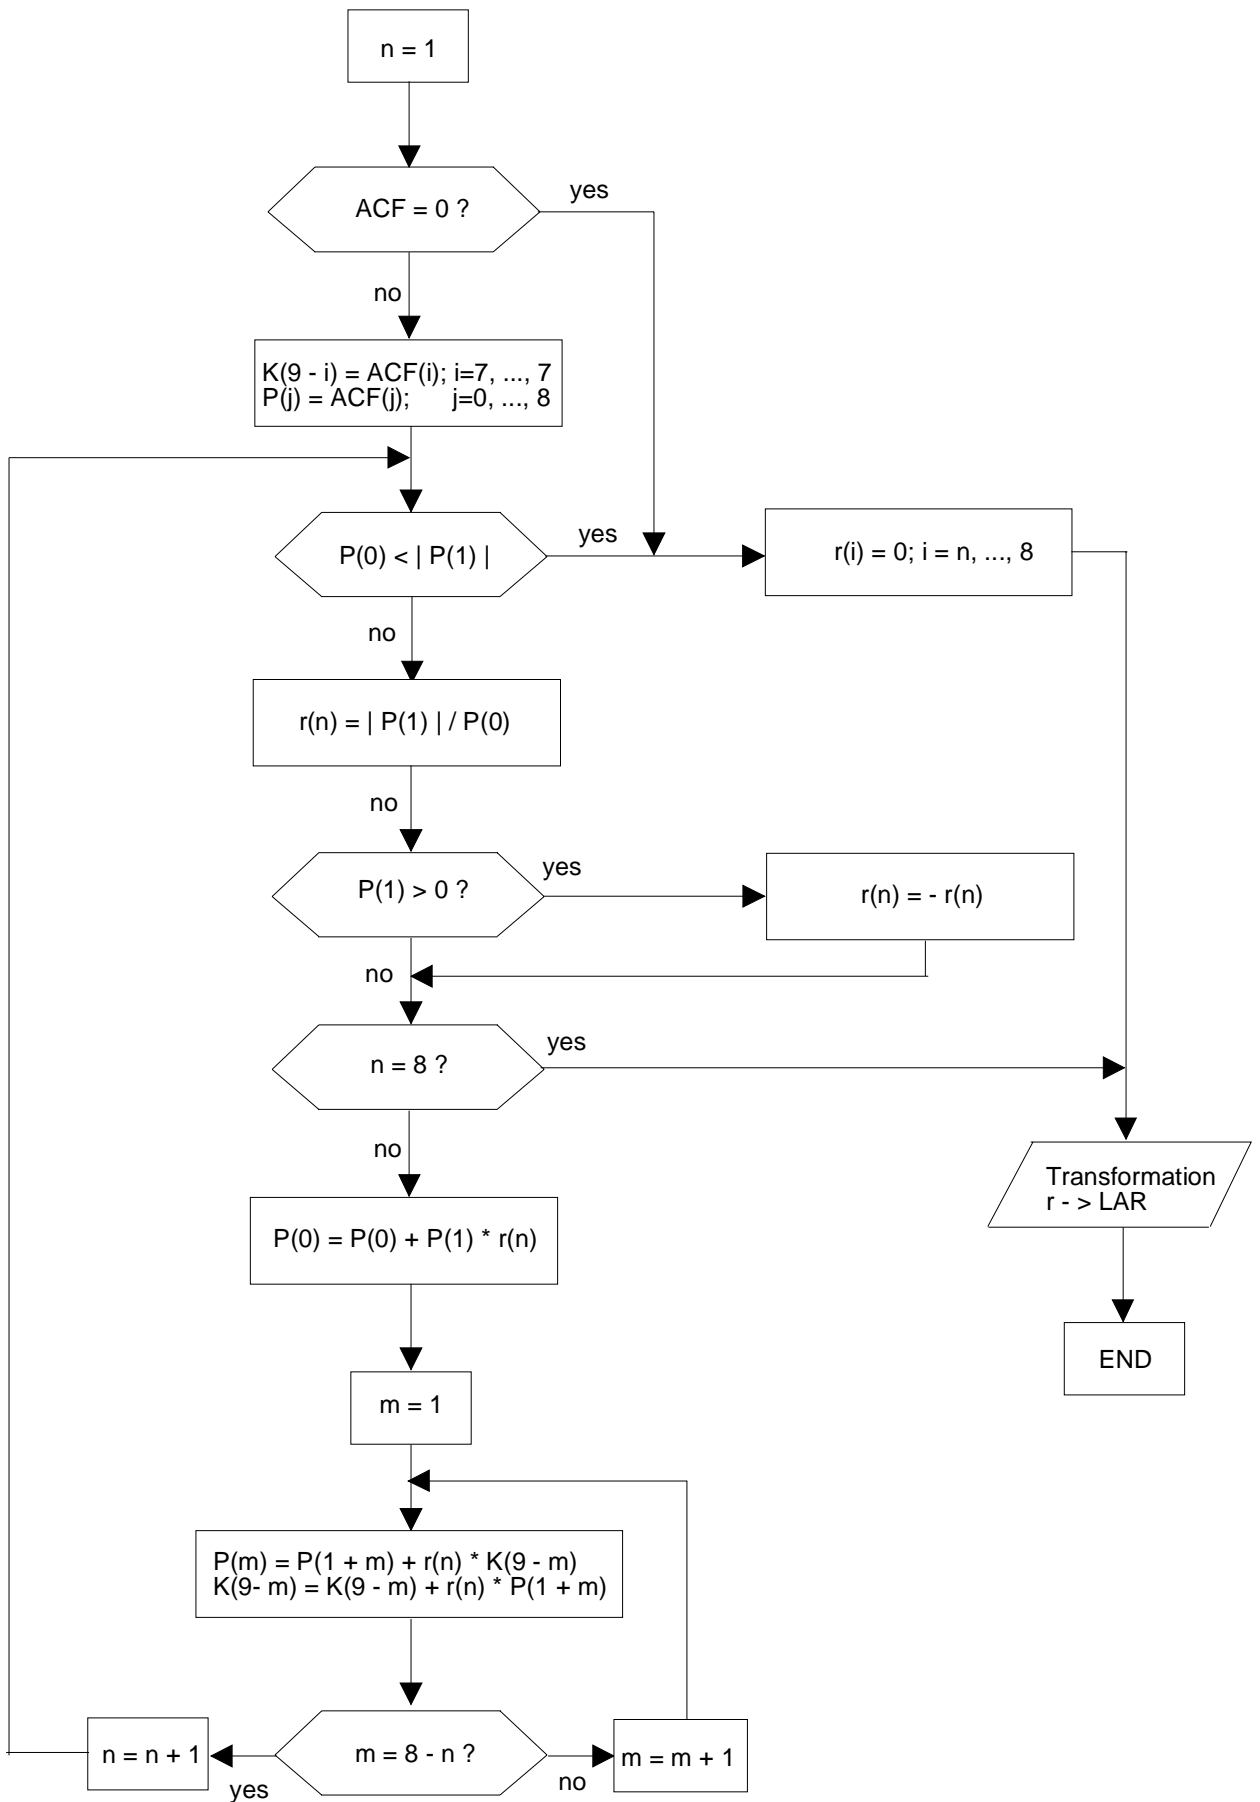 n = 1
ACF = 0 ?
yes
no
K(9 - i) = ACF(i); i=7, ..., 7
P(j) = ACF(j); j=0, ..., 8
P(0) < | P(1) |
yes
r(i) = 0; i = n, ..., 8
no
r(n) = | P(1) | / P(0)
no
P(1) > 0 ?
yes
r(n) = - r(n)
no
n = 8 ?
yes
no
Transformation
r - > LAR
P(0) = P(0) + P(1) * r(n)
END
m = 1
P(m) = P(1 + m) + r(n) * K(9 - m)
K(9- m) = K(9 - m) + r(n) * P(1 + m)
n = n + 1
yes
m = 8 - n ?
no
m = m + 1